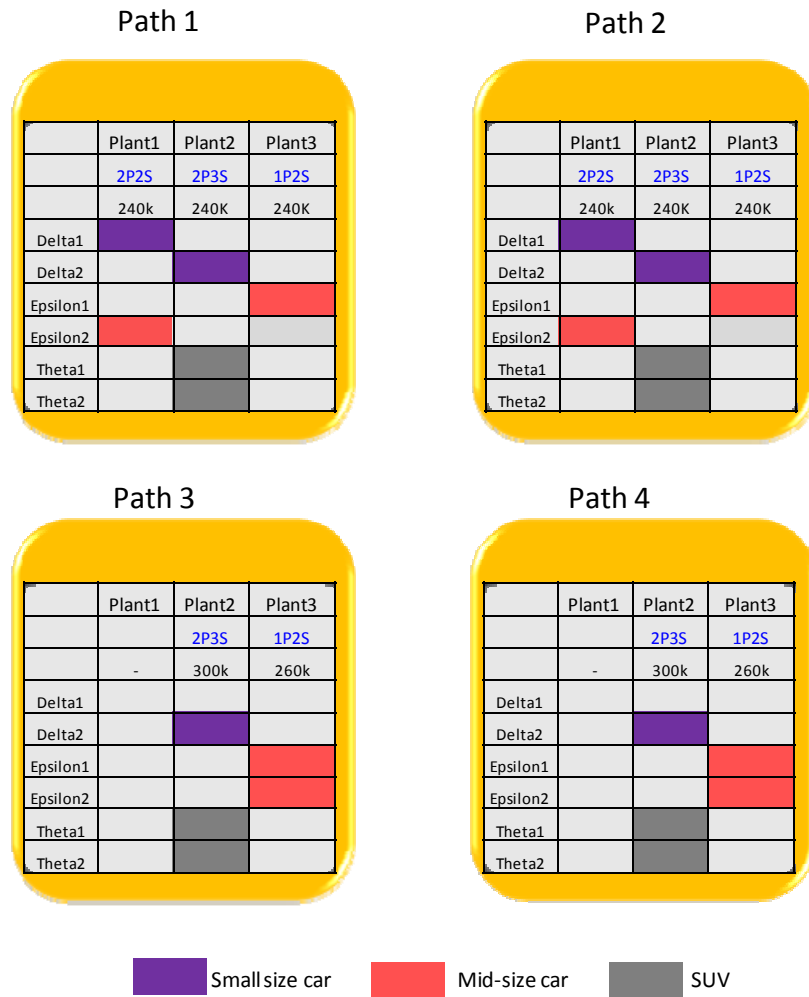 Path 1
Path 2
Plant1 Plant2 Plant3
2P2S 2P3S 1P2S
240k 240K 240K
Delta1
Delta2
Epsilon1
Epsilon2
Theta1
Theta2
Plant1 Plant2 Plant3
2P2S 2P3S 1P2S
240k 240K 240K
Delta1
Delta2
Epsilon1
Epsilon2
Theta1
Theta2
Path 3
Path 4
Plant1 Plant2 Plant3
2P3S 1P2S
- 300k 260k
Delta1
Delta2
Epsilon1
Epsilon2
Theta1
Theta2
Plant1 Plant2 Plant3
2P3S 1P2S
- 300k 260k
Delta1
Delta2
Epsilon1
Epsilon2
Theta1
Theta2
Small size car Mid-size car SUV